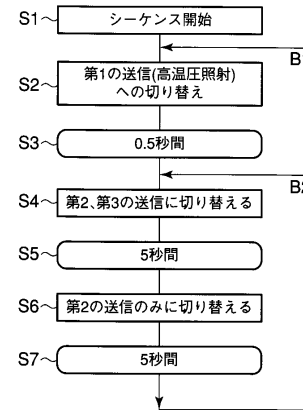 S1
シーケンス開始
B
S2
第1の送信(高温圧照射)
への切り替え
S3
0.5秒間
B2
S4
第2、第3の送信に切り替える
S5
5秒間
S6
第2の送信のみに切り替える
S7
5秒間